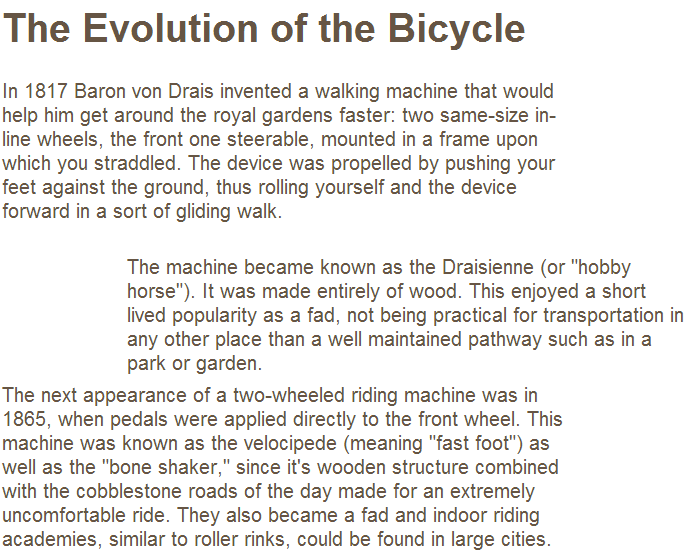 The Evolution of the Bicycle
In 1817 Baron von Drais invented a walking machine that would
help him get around the royal gardens faster: two same-size in-
line wheels, the front one steerable, mounted in a frame upon
which you straddled. The device was propelled by pushing your
feet against the ground, thus rolling yourself and the device
forward in a sort of gliding walk.
The machine became known as the Draisienne (or "hobby
horse"). It was made entirely of wood. This enjoyed a short
lived popularity as a fad, not being practical for transportation in
any other place than a well maintained pathway such as in a
park or garden.
The next appearance of a two-wheeled riding machine was in
1865, when pedals were applied directly to the front wheel. This
machine was known as the velocipede (meaning "fast foot") as
well as the "bone shaker," since it's wooden structure combined
with the cobblestone roads of the day made for an extremely
uncomfortable ride. They also became a fad and indoor riding
academies, similar to roller rinks, could be found in large cities.